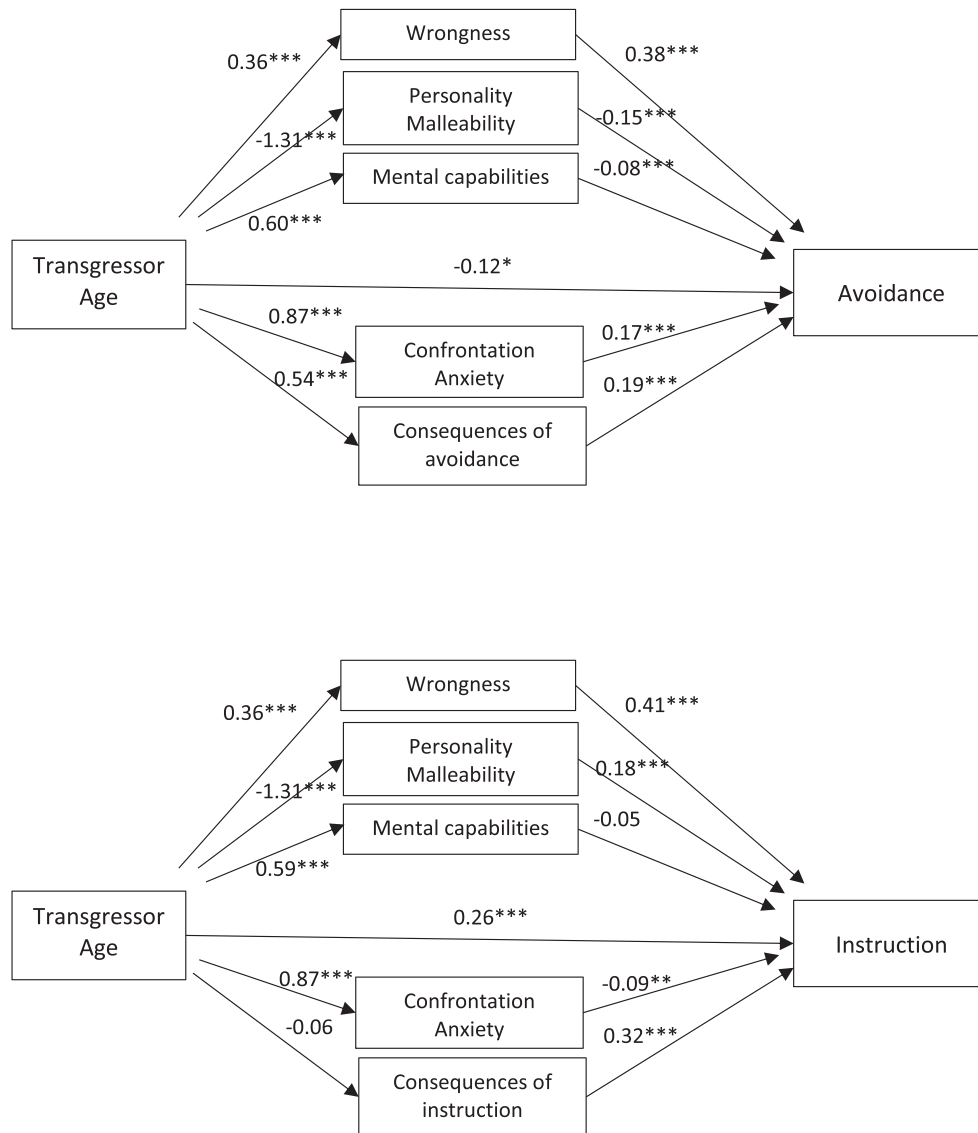 Wrongness
0.36***
0.38***
Personality
Malleability
-1.31***
-0.15***
Mental capabilities
-0.08***
0.60***
Transgressor
Age
-0.12*
Avoidance
0.87***
Confrontation
Anxiety
0.17***
0.54***
0.19***
Consequences of
avoidance
Wrongness
0.36***
0.41***
Personality
Malleability
-1.31***
0.18***
Mental capabilities
-0.05
0.59***
Transgressor
Age
0.26***
Instruction
0.87***
Confrontation
Anxiety
-0.09**
-0.06
0.32***
Consequences of
instruction